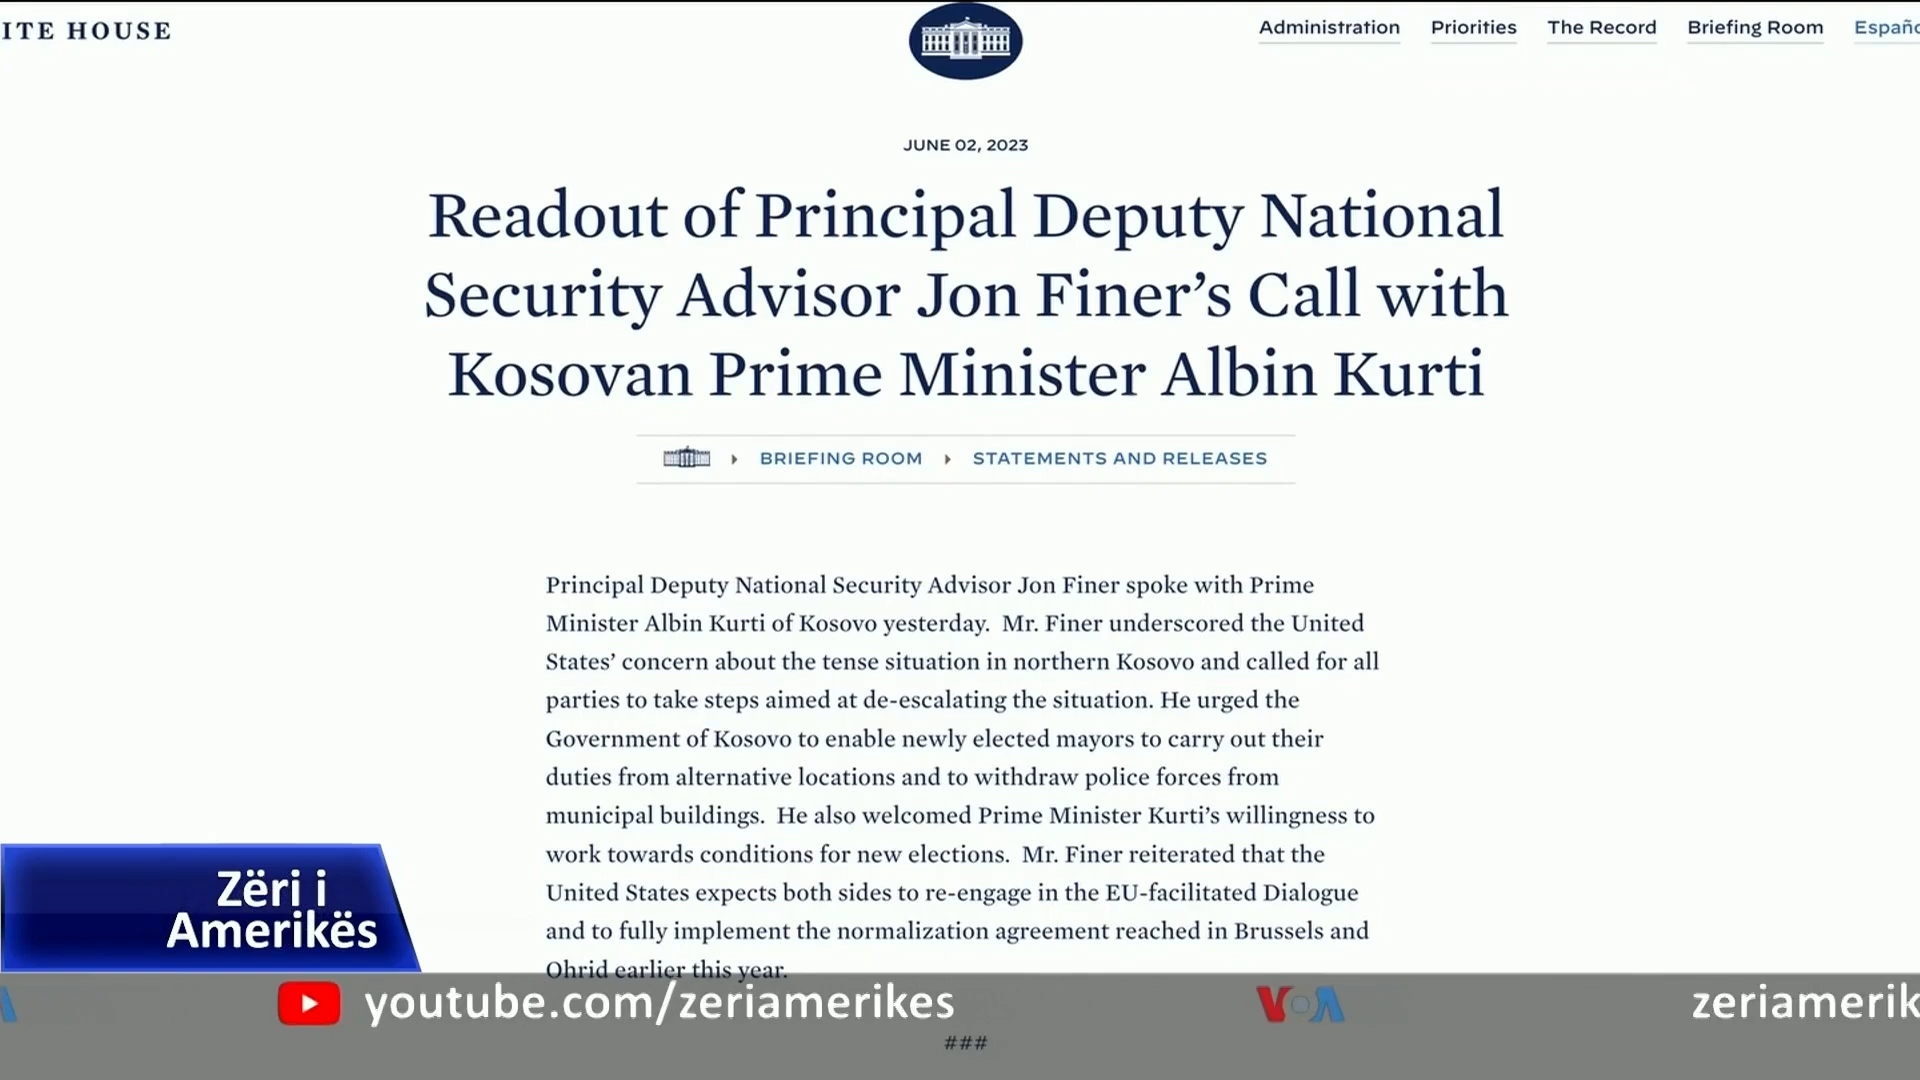 ITE HOUSE
Administration Priorities The Record Briefing Room Españo
JUNE 02, 2023
Readout of Principal Deputy National
Security Advisor Jon Finer’s Call with
Kosovan Prime Minister Albin Kurti
BRIEFING ROOM STATEMENTS AND RELEASES
Principal Deputy National Security Advisor Jon Finer spoke with Prime
Minister Albin Kurti of Kosovo yesterday.  Mr. Finer underscored the United
States’ concern about the tense situation in northern Kosovo and called for all
parties to take steps aimed at de-escalating the situation. He urged the
Government of Kosovo to enable newly elected mayors to carry out their
duties from alternative locations and to withdraw police forces from
municipal buildings.  He also welcomed Prime Minister Kurti’s willingness to
work towards conditions for new elections.  Mr. Finer reiterated that the
United States expects both sides to re-engage in the EU-facilitated Dialogue
and to fully implement the normalization agreement reached in Brussels and
Ohrid earlier this year.
###
Zëri i
Amerikës
youtube.com/zeriamerikes
VOA
zeriamerik